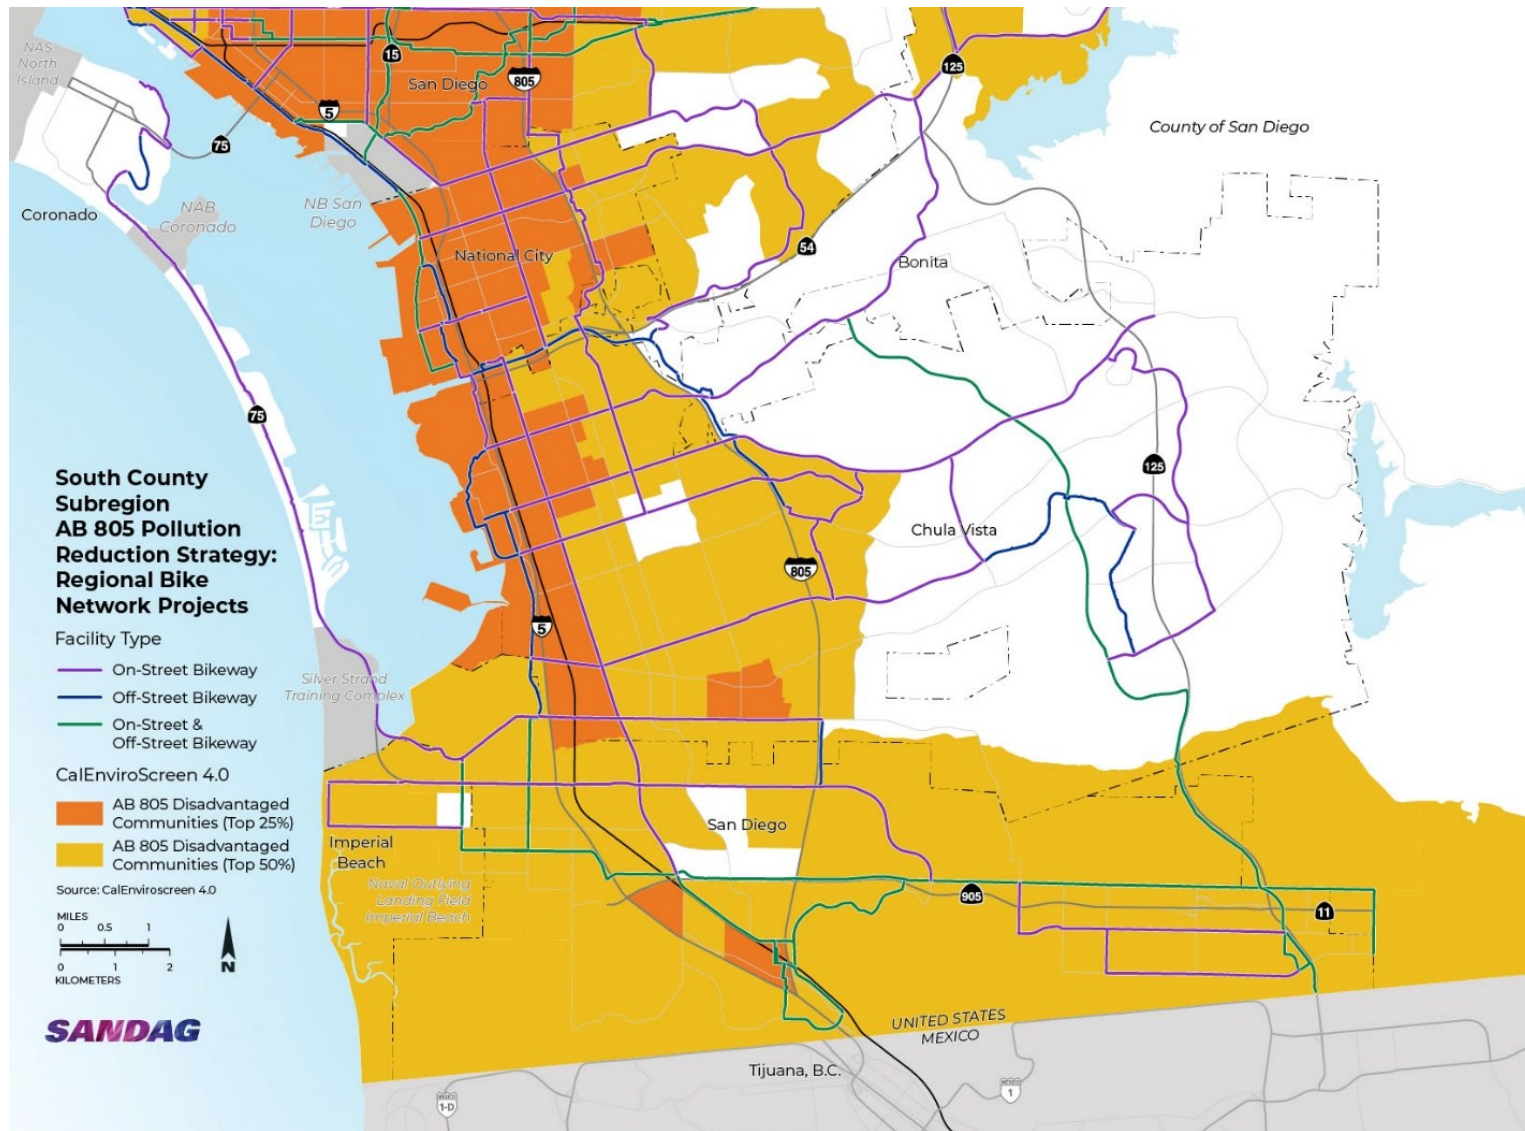 NAS
North
Island
15
San Diego
805
125
5
75
County of San Diego
Coronado
NAB
Coronado
NB San
Diego
National City
54
Bonita
75
125
South County
Subregion
AB 805 Pollution
Reduction Strategy:
Regional Bike
Network Projects
Facility Type
On-Street Bikeway
Off-Street Bikeway
On-Street &
Off-Street Bikeway
CalEnviroScreen 4.0
AB 805 Disadvantaged
Communities (Top 25%)
AB 805 Disadvantaged
Communities (Top 50%)
Source: CalEnviroscreen 4.0
MILES
0 0.5 1
0 1 2
KILOMETERS
N
SANDAG
Chula Vista
805
5
Silver Strand
Training Complex
San Diego
Imperial
Beach
Naval Outlying
Landing Field
Imperial Beach
905
11
UNITED STATES
MEXICO
Tijuana, B.C.
MEXICO
1-D
MEXICO
1